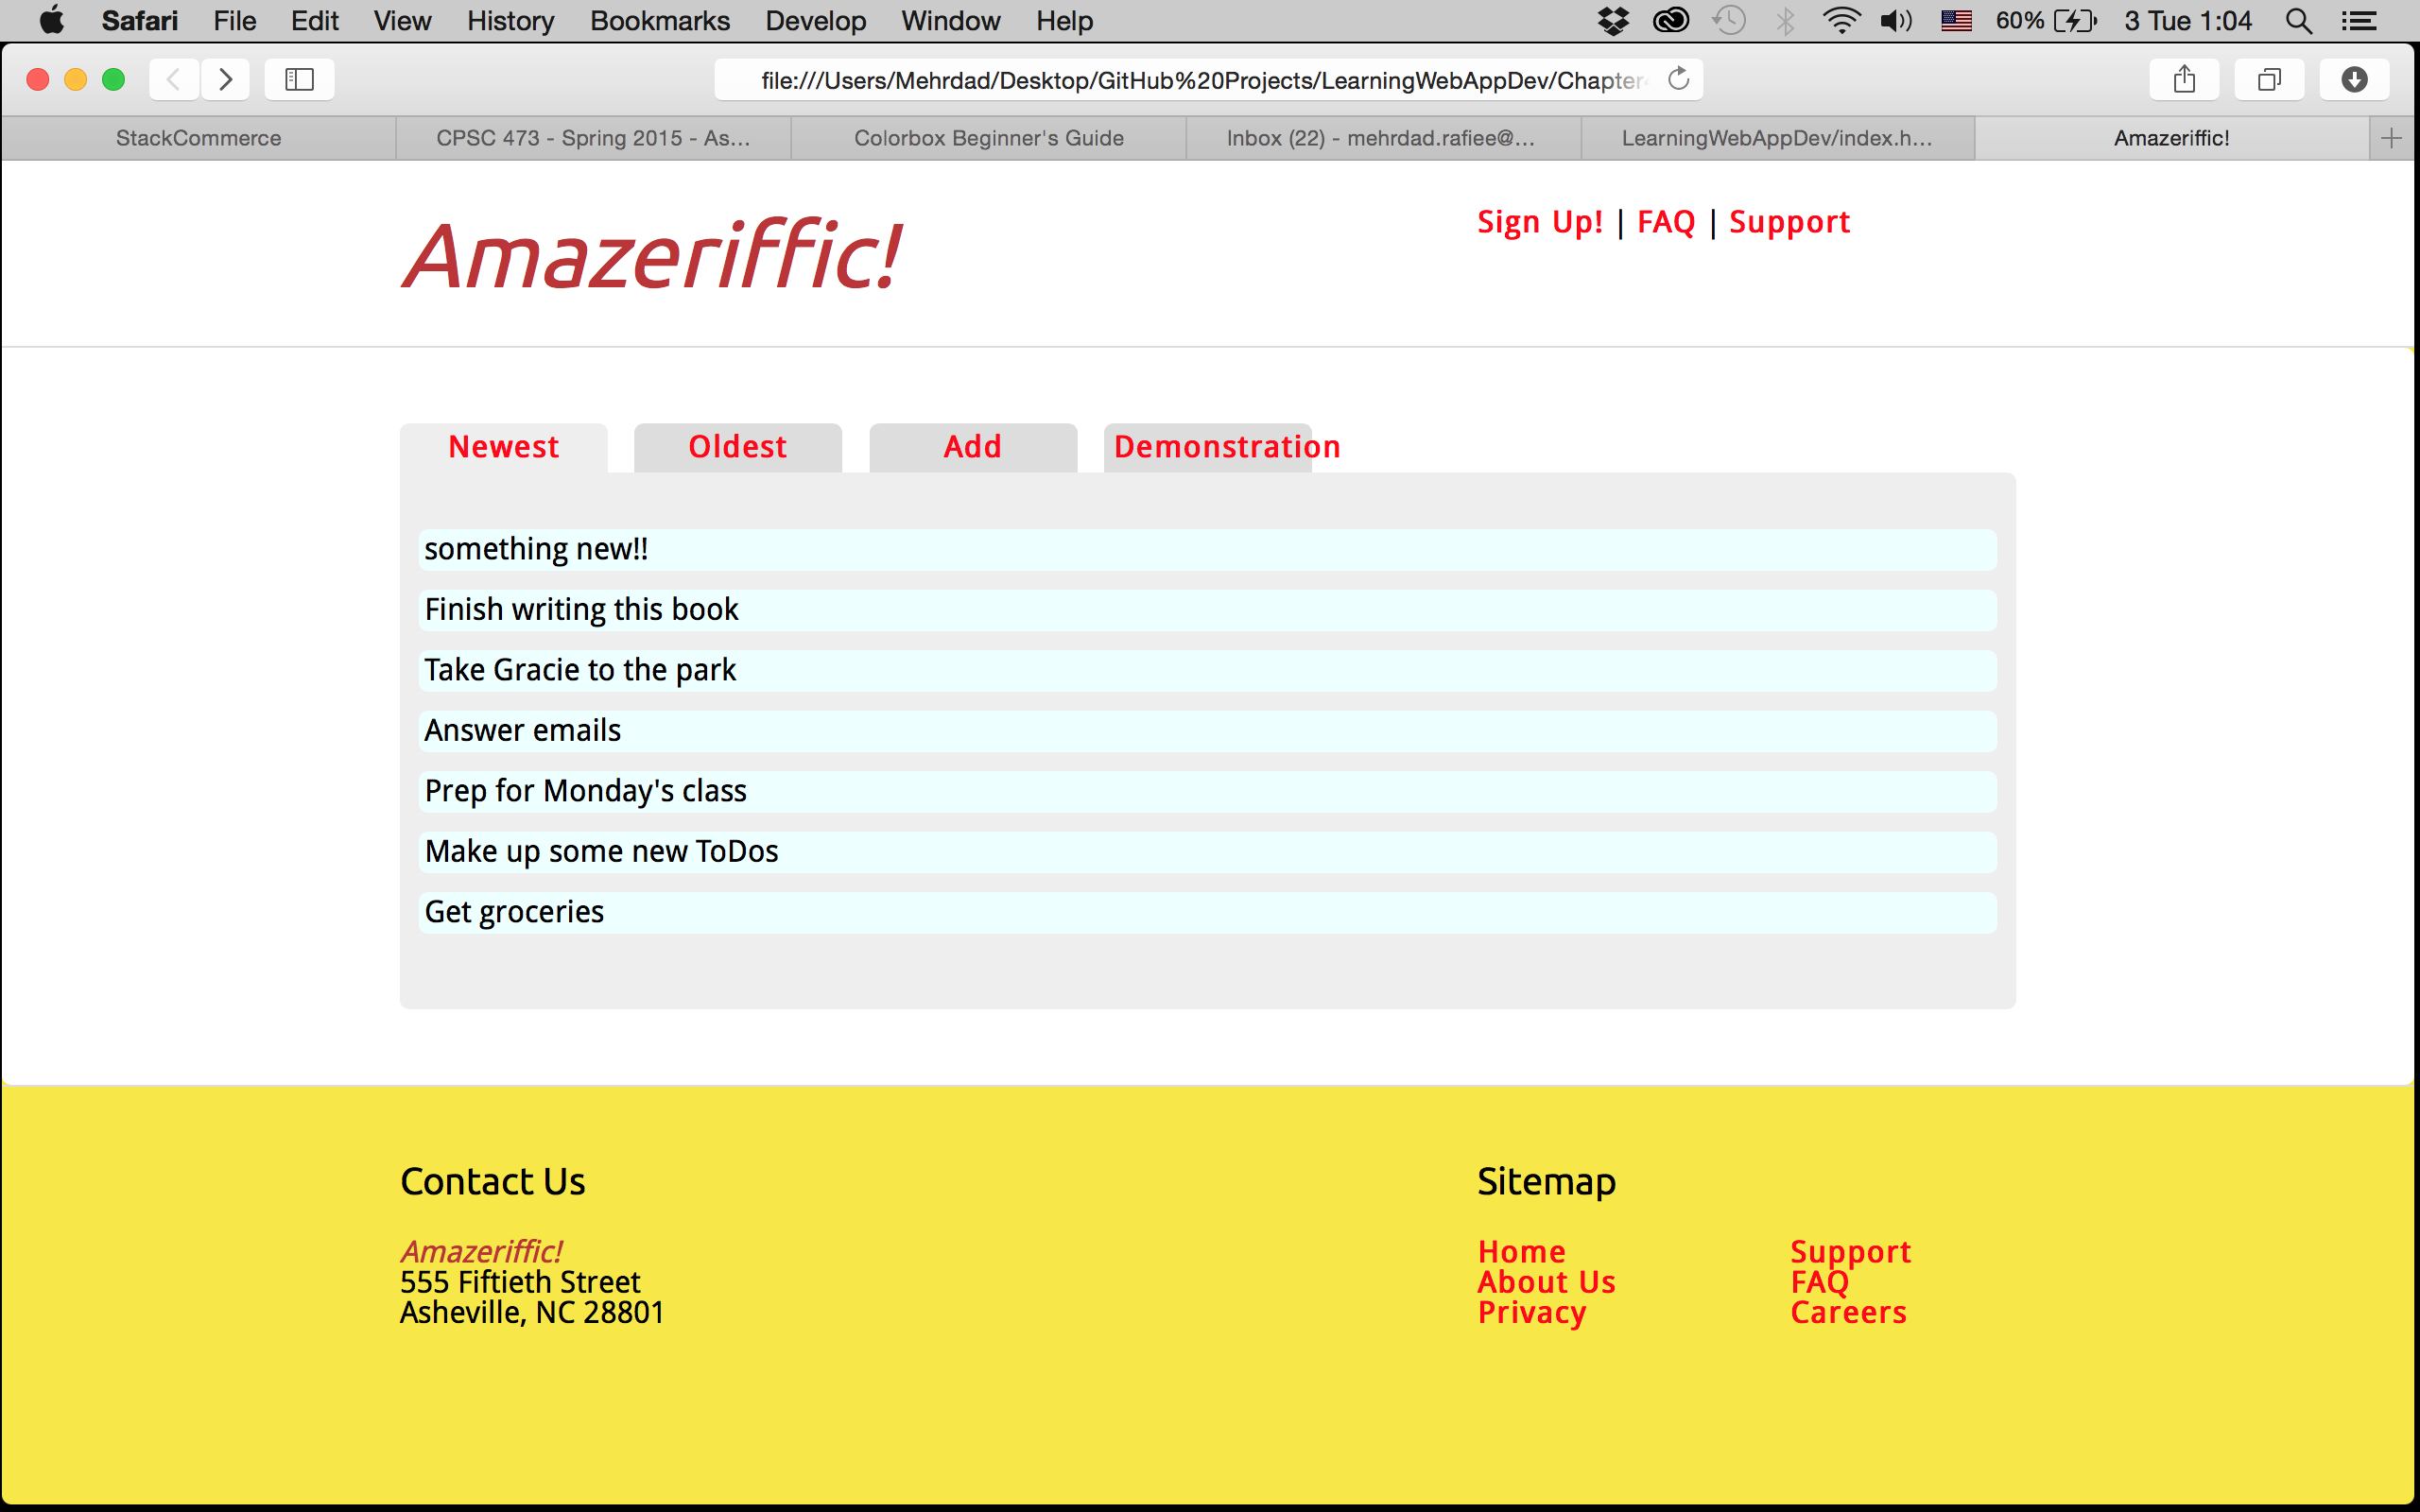 Safari File Edit View History Bookmarks Develop Window Help 60% 3 Tue 1:04
file:///Users/Mehrdad/Desktop/GitHub%20Projects/LearningWebAppDev/Chapter
StackCommerce CPSC 473 - Spring 2015 - As... Colorbox Beginner's Guide Inbox (22) - mehrdad.rafiee@... LearningWebAppDev/index.h... Amazeriffic!
Amazeriffic!
Sign Up! | FAQ | Support
Newest Oldest Add Demonstration
something new!!
Finish writing this book
Take Gracie to the park
Answer emails
Prep for Monday's class
Make up some new ToDos
Get groceries
Contact Us
Amazeriffic!
555 Fiftieth Street
Asheville, NC 28801
Sitemap
Home Support
About Us FAQ
Privacy Careers